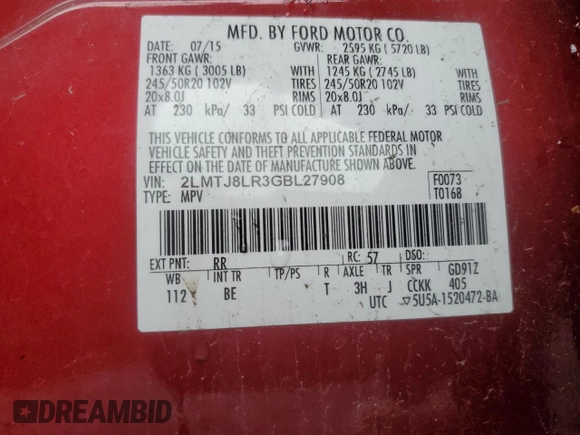 MFD. BY FORD MOTOR CO.
DATE: 07/15 GVWR: 2595 KG ( 5720 LB)
FRONT GAWR: REAR GAWR:
1363 KG ( 3005 LB) WITH 1245 KG ( 2745 LB) WITH
245/50R20 102V TIRES 245/50R20 102V TIRES
20x8.0J RIMS 20x8.0J RIMS
AT 230 kPa/ 33 PSI COLD AT 230 kPa/ 33 PSI COLD
THIS VEHICLE CONFORMS TO ALL APPLICABLE FEDERAL MOTOR
VEHICLE SAFETY AND THEFT PREVENTION STANDARDS IN
EFFECT ON THE DATE OF MANUFACTURE SHOWN ABOVE.
VIN: 2LMTJ8LR3GBL27908 F0073
TYPE: MPV T0168
EXT PNT: RR RC: 57 DSO:
WB INT TR TP/PS R AXLE TR SPR GD91Z
112 BE T 3H J CCKK 405
UTC 5U5A-1520472-BA
DREAMBID